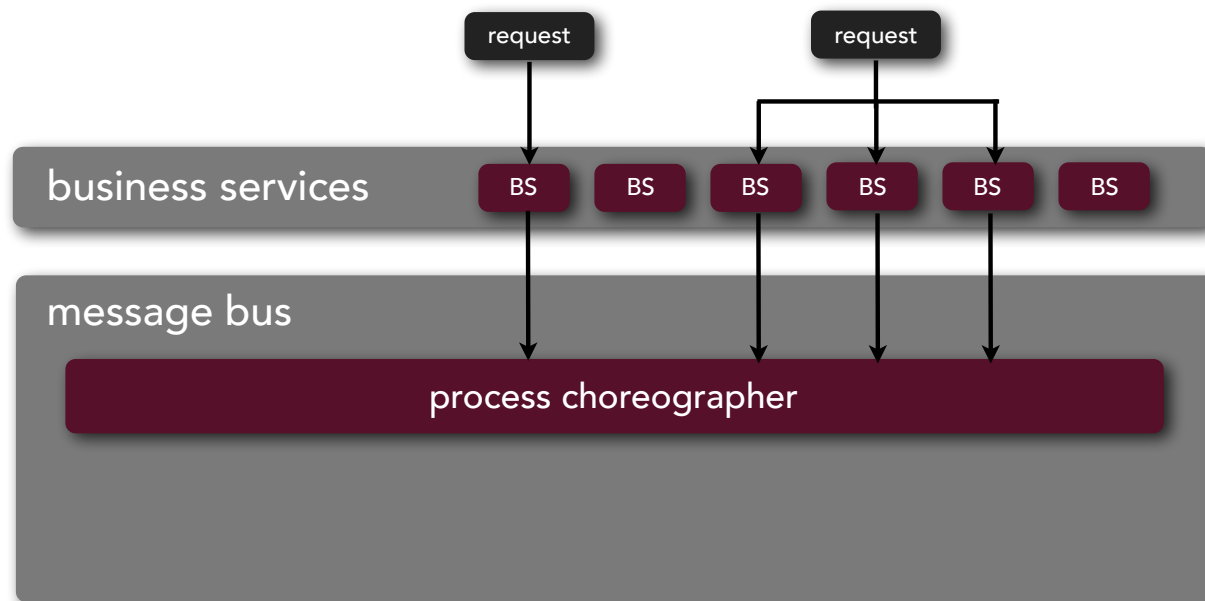 request
request
business services
BS
BS
BS
BS
BS
BS
message bus
process choreographer